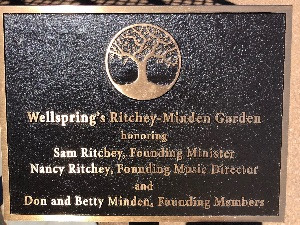 Wellspring's Ritchey-Minden Garden
honoring
Sam Ritchey, Founding Minister
Nancy Ritchey, Founding Music Director
and
Don and Betty Minden, Founding Members